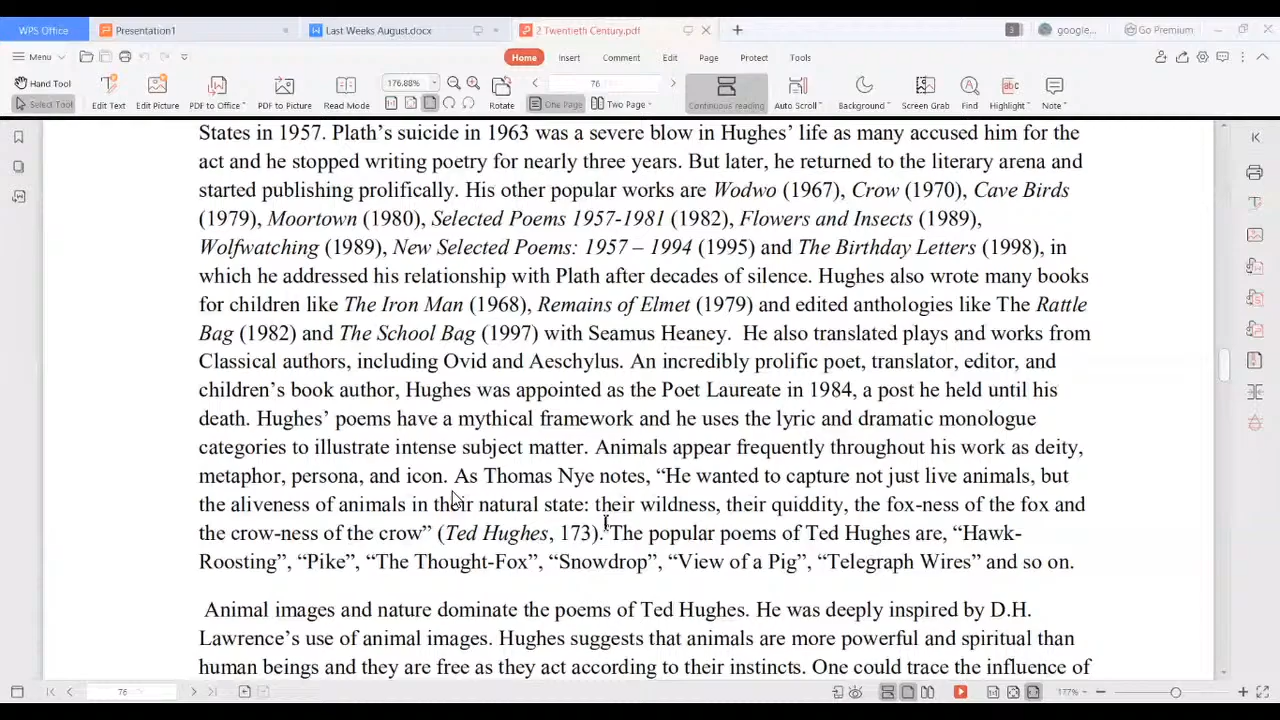 WPS Office Presentation1 Last Weeks August.docx 2 Twentieth Century.pdf 3 google... Go Premium
Menu Home Insert Comment Edit Page Protect Tools
Hand Tool 176.88% 76
Select Tool Edit Text Edit Picture PDF to Office PDF to Picture Read Mode Rotate One Page Two Page Continuous reading Auto Scroll Background Screen Grab Find Highlight Note
States in 1957. Plath’s suicide in 1963 was a severe blow in Hughes’ life as many accused him for the
act and he stopped writing poetry for nearly three years. But later, he returned to the literary arena and
started publishing prolifically. His other popular works are Wodwo (1967), Crow (1970), Cave Birds
(1979), Moortown (1980), Selected Poems 1957-1981 (1982), Flowers and Insects (1989),
Wolfwatching (1989), New Selected Poems: 1957 – 1994 (1995) and The Birthday Letters (1998), in
which he addressed his relationship with Plath after decades of silence. Hughes also wrote many books
for children like The Iron Man (1968), Remains of Elmet (1979) and edited anthologies like The Rattle
Bag (1982) and The School Bag (1997) with Seamus Heaney. He also translated plays and works from
Classical authors, including Ovid and Aeschylus. An incredibly prolific poet, translator, editor, and
children’s book author, Hughes was appointed as the Poet Laureate in 1984, a post he held until his
death. Hughes’ poems have a mythical framework and he uses the lyric and dramatic monologue
categories to illustrate intense subject matter. Animals appear frequently throughout his work as deity,
metaphor, persona, and icon. As Thomas Nye notes, “He wanted to capture not just live animals, but
the aliveness of animals in their natural state: their wildness, their quiddity, the fox-ness of the fox and
the crow-ness of the crow” (Ted Hughes, 173). The popular poems of Ted Hughes are, “Hawk-
Roosting”, “Pike”, “The Thought-Fox”, “Snowdrop”, “View of a Pig”, “Telegraph Wires” and so on.
Animal images and nature dominate the poems of Ted Hughes. He was deeply inspired by D.H.
Lawrence’s use of animal images. Hughes suggests that animals are more powerful and spiritual than
human beings and they are free as they act according to their instincts. One could trace the influence of
76 177%